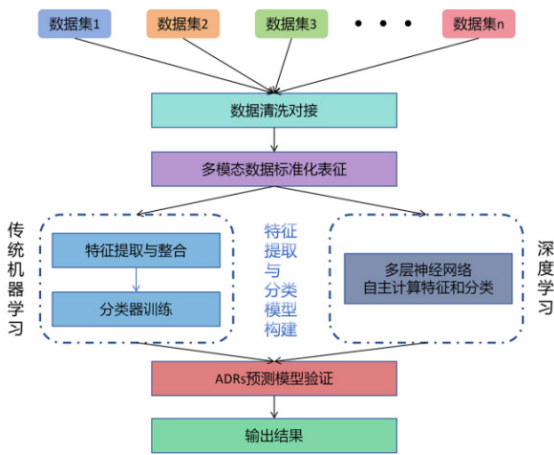 数据集1 数据集2 数据集3 • • • 数据集n
数据清洗对接
多模态数据标准化表征
传统机器学习
特征提取与整合
分类器训练
特征
提取
与
分类
模型
构建
多层神经网络
自主计算特征和分类
深度学习
ADRs预测模型验证
输出结果